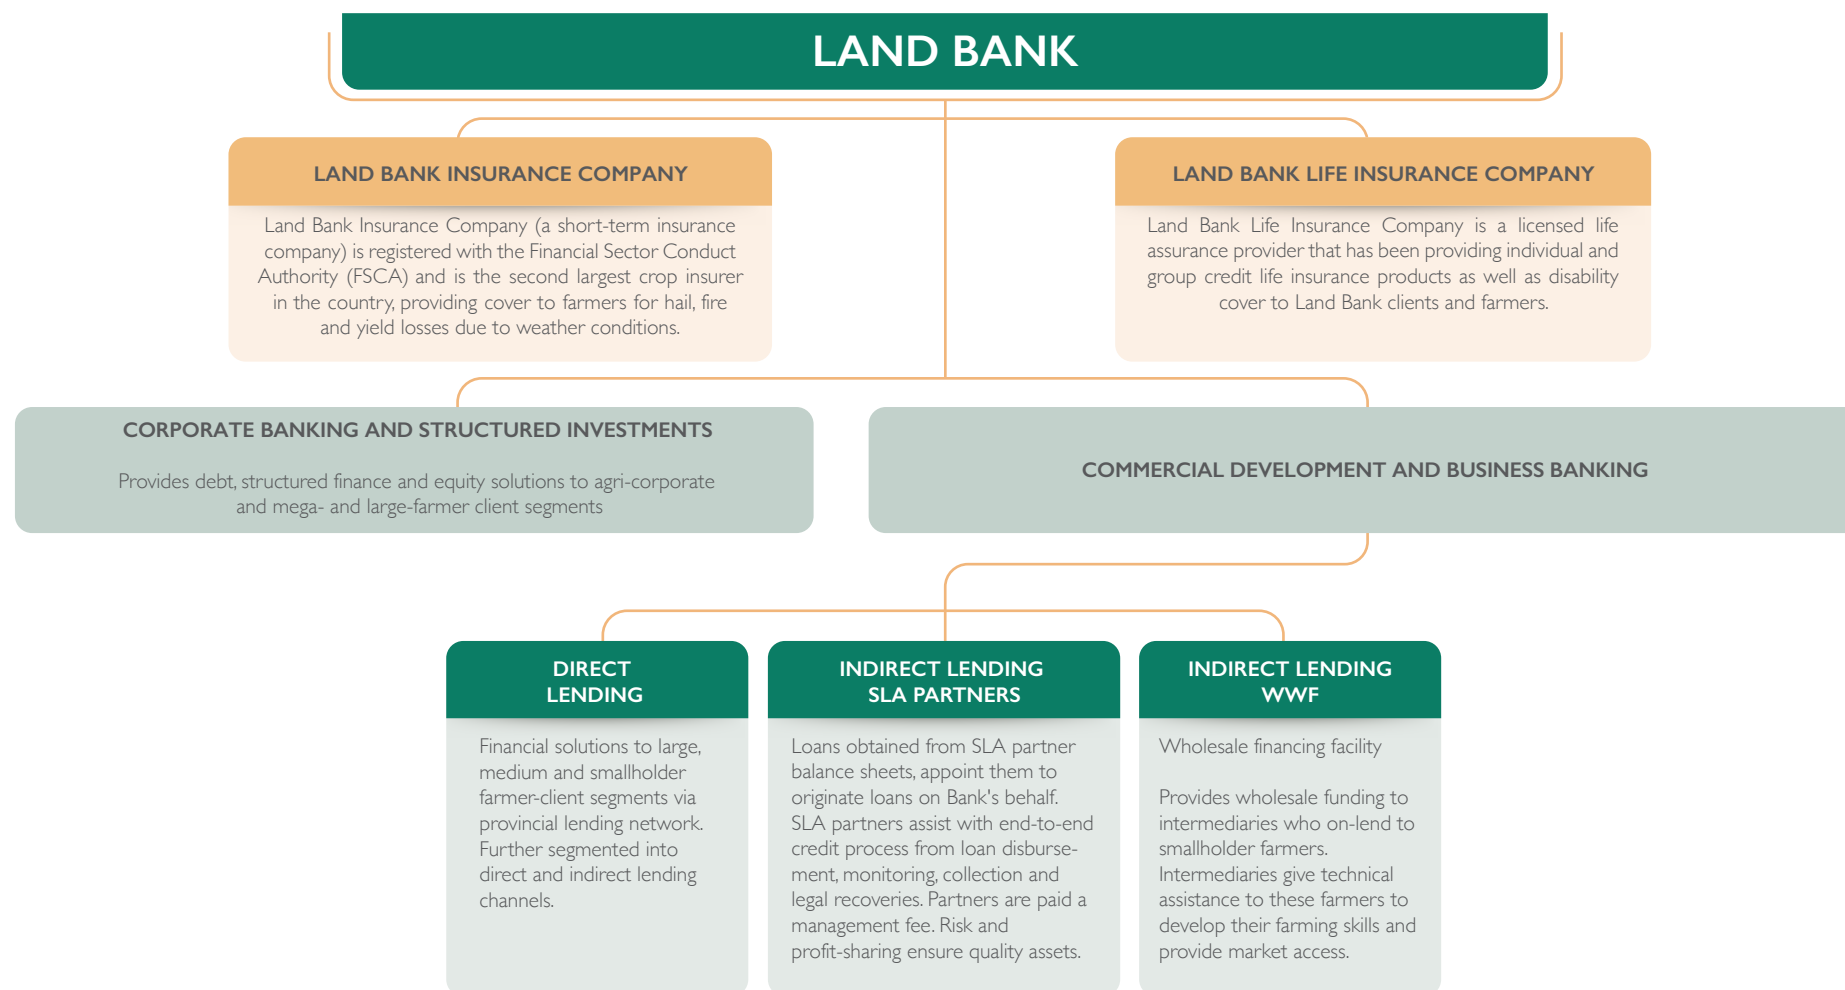 LAND BANK
LAND BANK INSURANCE COMPANY
Land Bank Insurance Company (a short-term insurance
company) is registered with the Financial Sector Conduct
Authority (FSCA) and is the second largest crop insurer
in the country, providing cover to farmers for hail, fire
and yield losses due to weather conditions.
LAND BANK LIFE INSURANCE COMPANY
Land Bank Life Insurance Company is a licensed life
assurance provider that has been providing individual and
group credit life insurance products as well as disability
cover to Land Bank clients and farmers.
CORPORATE BANKING AND STRUCTURED INVESTMENTS
Provides debt, structured finance and equity solutions to agri-corporate
and mega- and large-farmer client segments
COMMERCIAL DEVELOPMENT AND BUSINESS BANKING
DIRECT
LENDING
Financial solutions to large,
medium and smallholder
farmer-client segments via
provincial lending network.
Further segmented into
direct and indirect lending
channels.
INDIRECT LENDING
SLA PARTNERS
Loans obtained from SLA partner
balance sheets, appoint them to
originate loans on Bank's behalf.
SLA partners assist with end-to-end
credit process from loan disburse-
ment, monitoring, collection and
legal recoveries. Partners are paid a
management fee. Risk and
profit-sharing ensure quality assets.
INDIRECT LENDING
WWF
Wholesale financing facility
Provides wholesale funding to
intermediaries who on-lend to
smallholder farmers.
Intermediaries give technical
assistance to these farmers to
develop their farming skills and
provide market access.